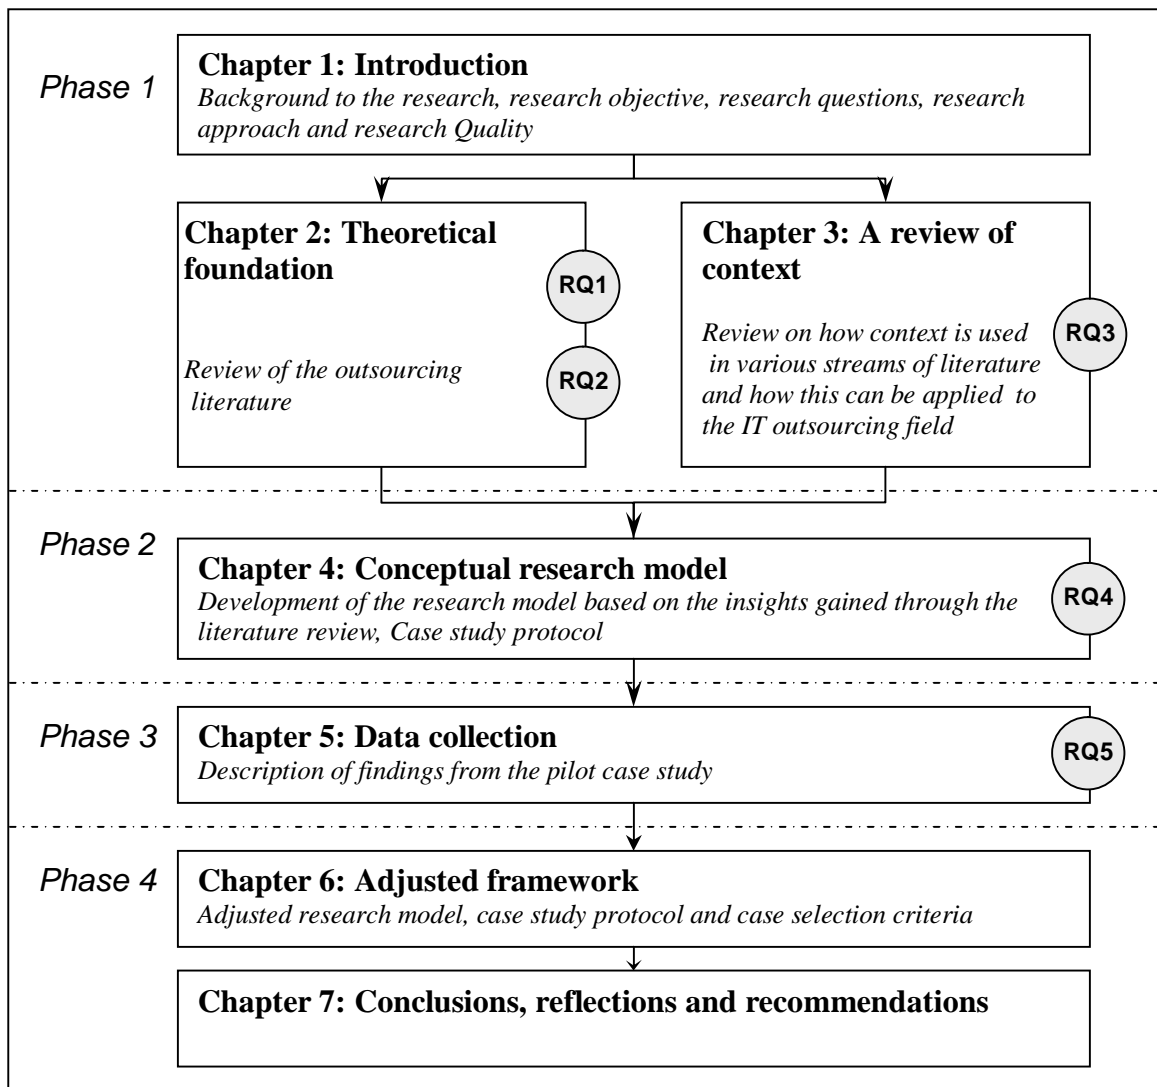 Phase 1
Chapter 1: Introduction
Background to the research, research objective, research questions, research
approach and research Quality
Chapter 2: Theoretical
foundation
RQ1
Review of the outsourcing
literature
RQ2
Chapter 3: A review of
context
Review on how context is used
in various streams of literature
and how this can be applied to
the IT outsourcing field
RQ3
Phase 2
Chapter 4: Conceptual research model
Development of the research model based on the insights gained through the
literature review, Case study protocol
RQ4
Phase 3
Chapter 5: Data collection
Description of findings from the pilot case study
RQ5
Phase 4
Chapter 6: Adjusted framework
Adjusted research model, case study protocol and case selection criteria
Chapter 7: Conclusions, reflections and recommendations